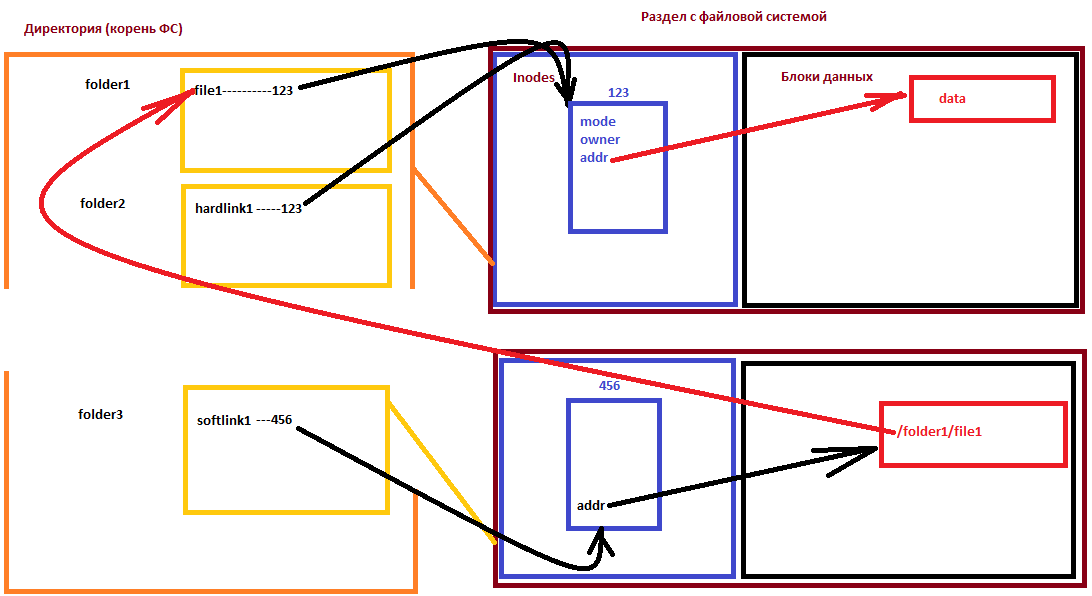 Раздел с файловой системой
Директория (корень ФС)
folder1
file1----------123
Inodes
123
mode
owner
addr
Блоки данных
data
folder2
hardlink1 -----123
folder3
softlink1 ---456
456
addr
/folder1/file1